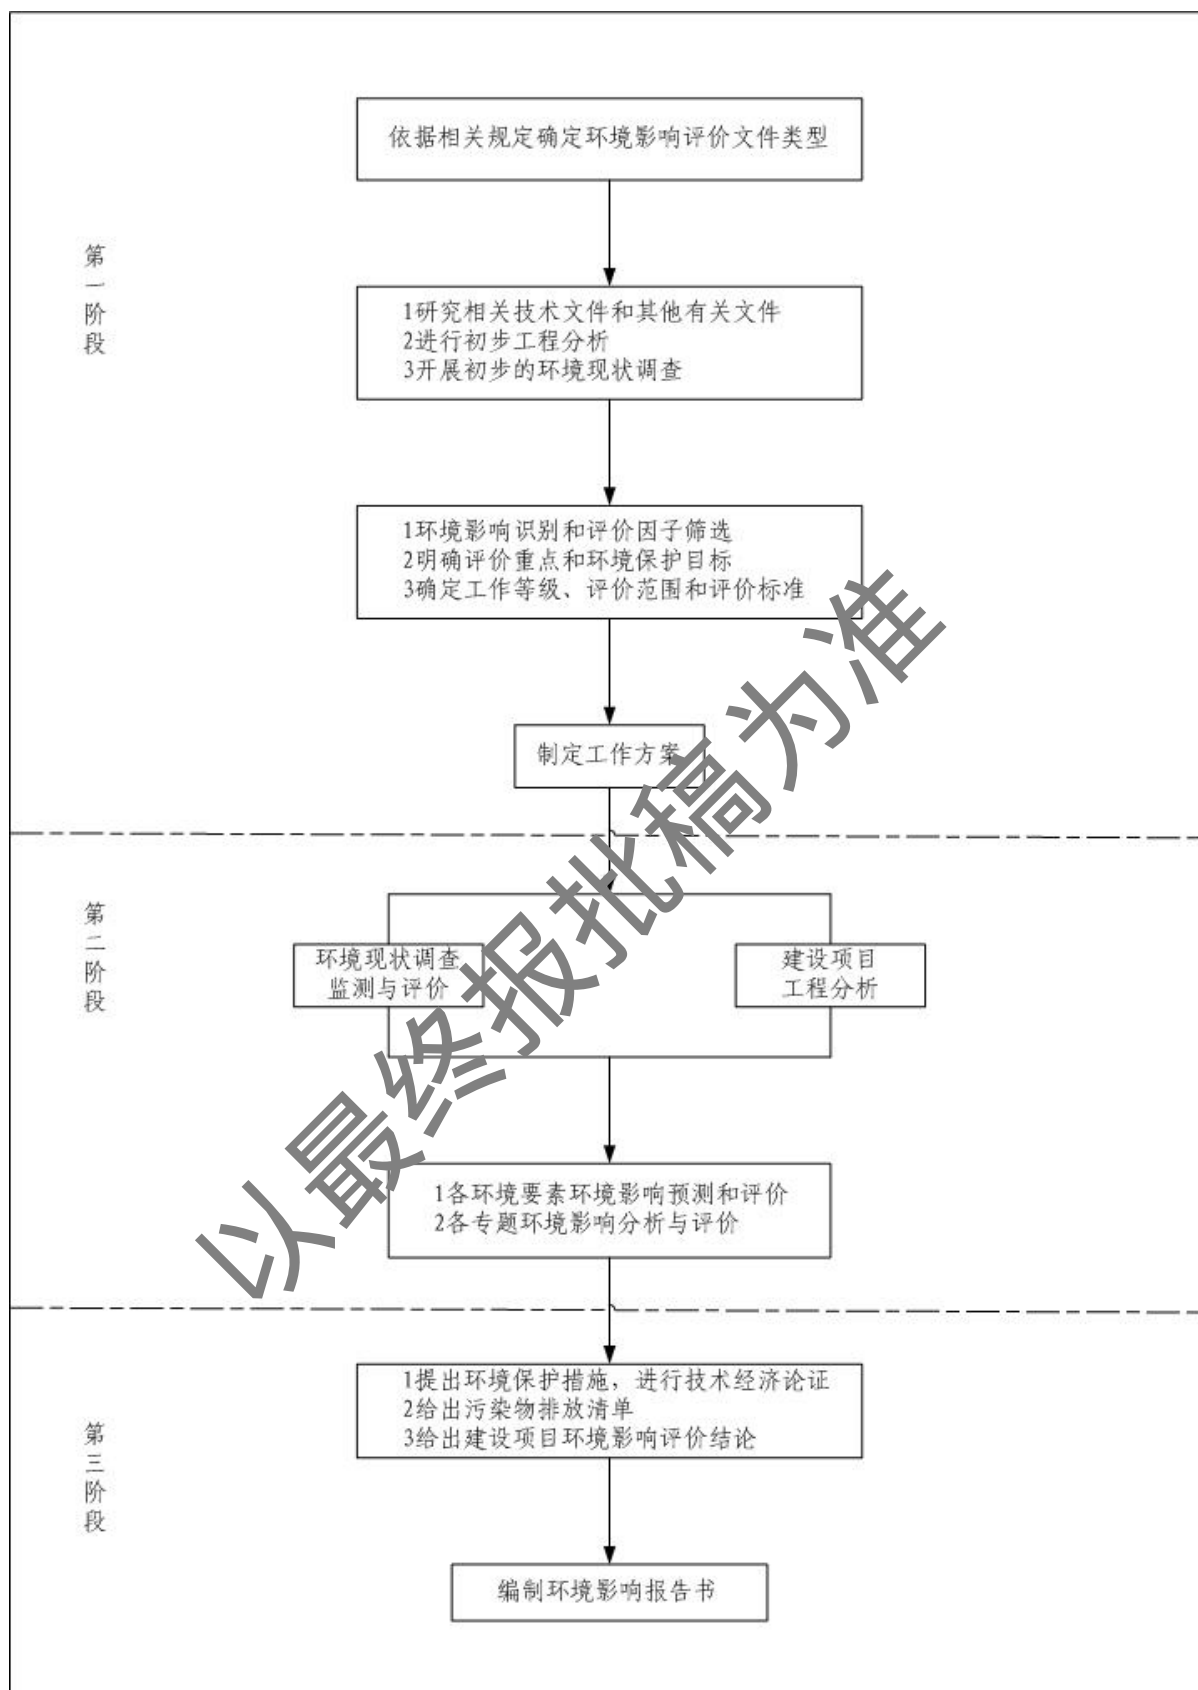 依据相关规定确定环境影响评价文件类型
第一阶段
1研究相关技术文件和其他有关文件
2进行初步工程分析
3开展初步的环境现状调查
1环境影响识别和评价因子筛选
2明确评价重点和环境保护目标
3确定工作等级、评价范围和评价标准
制定工作方案
第二阶段
环境现状调查
监测与评价
建设项目
工程分析
1各环境要素环境影响预测和评价
2各专题环境影响分析与评价
第三阶段
1提出环境保护措施，进行技术经济论证
2给出污染物排放清单
3给出建设项目环境影响评价结论
编制环境影响报告书
以最终报批稿为准